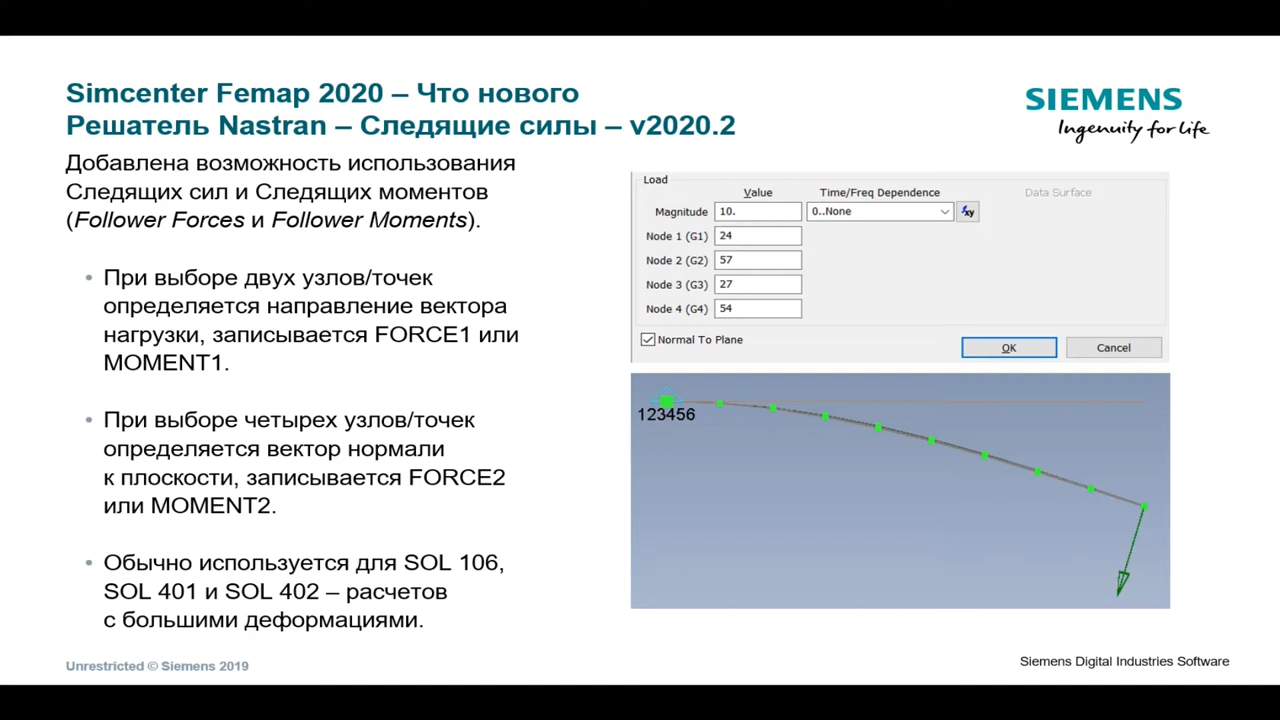 Simcenter Femap 2020 – Что нового
Решатель Nastran – Следящие силы – v2020.2
SIEMENS
Ingenuity for life
Добавлена возможность использования
Следящих сил и Следящих моментов
(Follower Forces и Follower Moments).
• При выборе двух узлов/точек
определяется направление вектора
нагрузки, записывается FORCE1 или
MOMENT1.
• При выборе четырех узлов/точек
определяется вектор нормали
к плоскости, записывается FORCE2
или MOMENT2.
• Обычно используется для SOL 106,
SOL 401 и SOL 402 – расчетов
с большими деформациями.
Load
Value Time/Freq Dependence Data Surface
Magnitude 10. 0..None fxy
Node 1 (G1) 24
Node 2 (G2) 57
Node 3 (G3) 27
Node 4 (G4) 54
Normal To Plane OK Cancel
123456
Unrestricted © Siemens 2019
Siemens Digital Industries Software